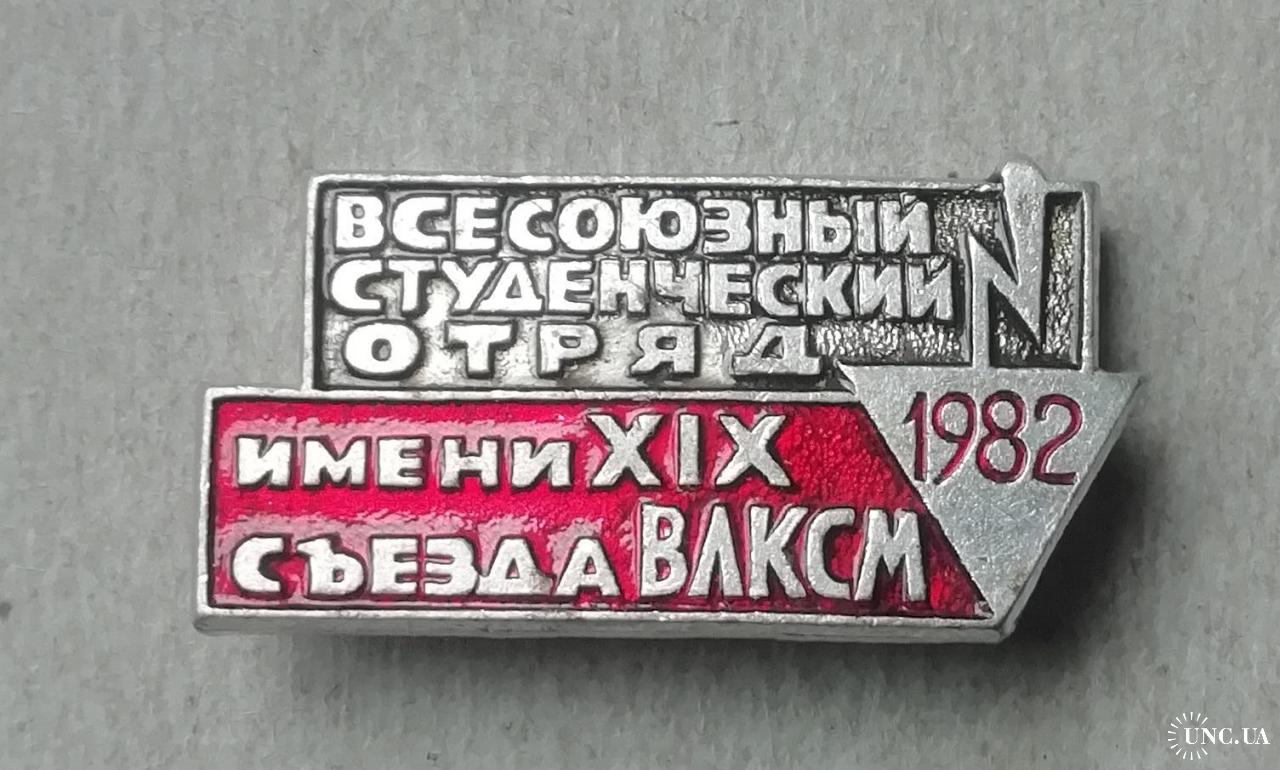 ВСЕСОЮЗНЫЙ
СТУДЕНЧЕСКИЙ
ОТРЯД
ИМЕНИ XIX
СЪЕЗДА ВЛКСМ
1982
UNC.UA